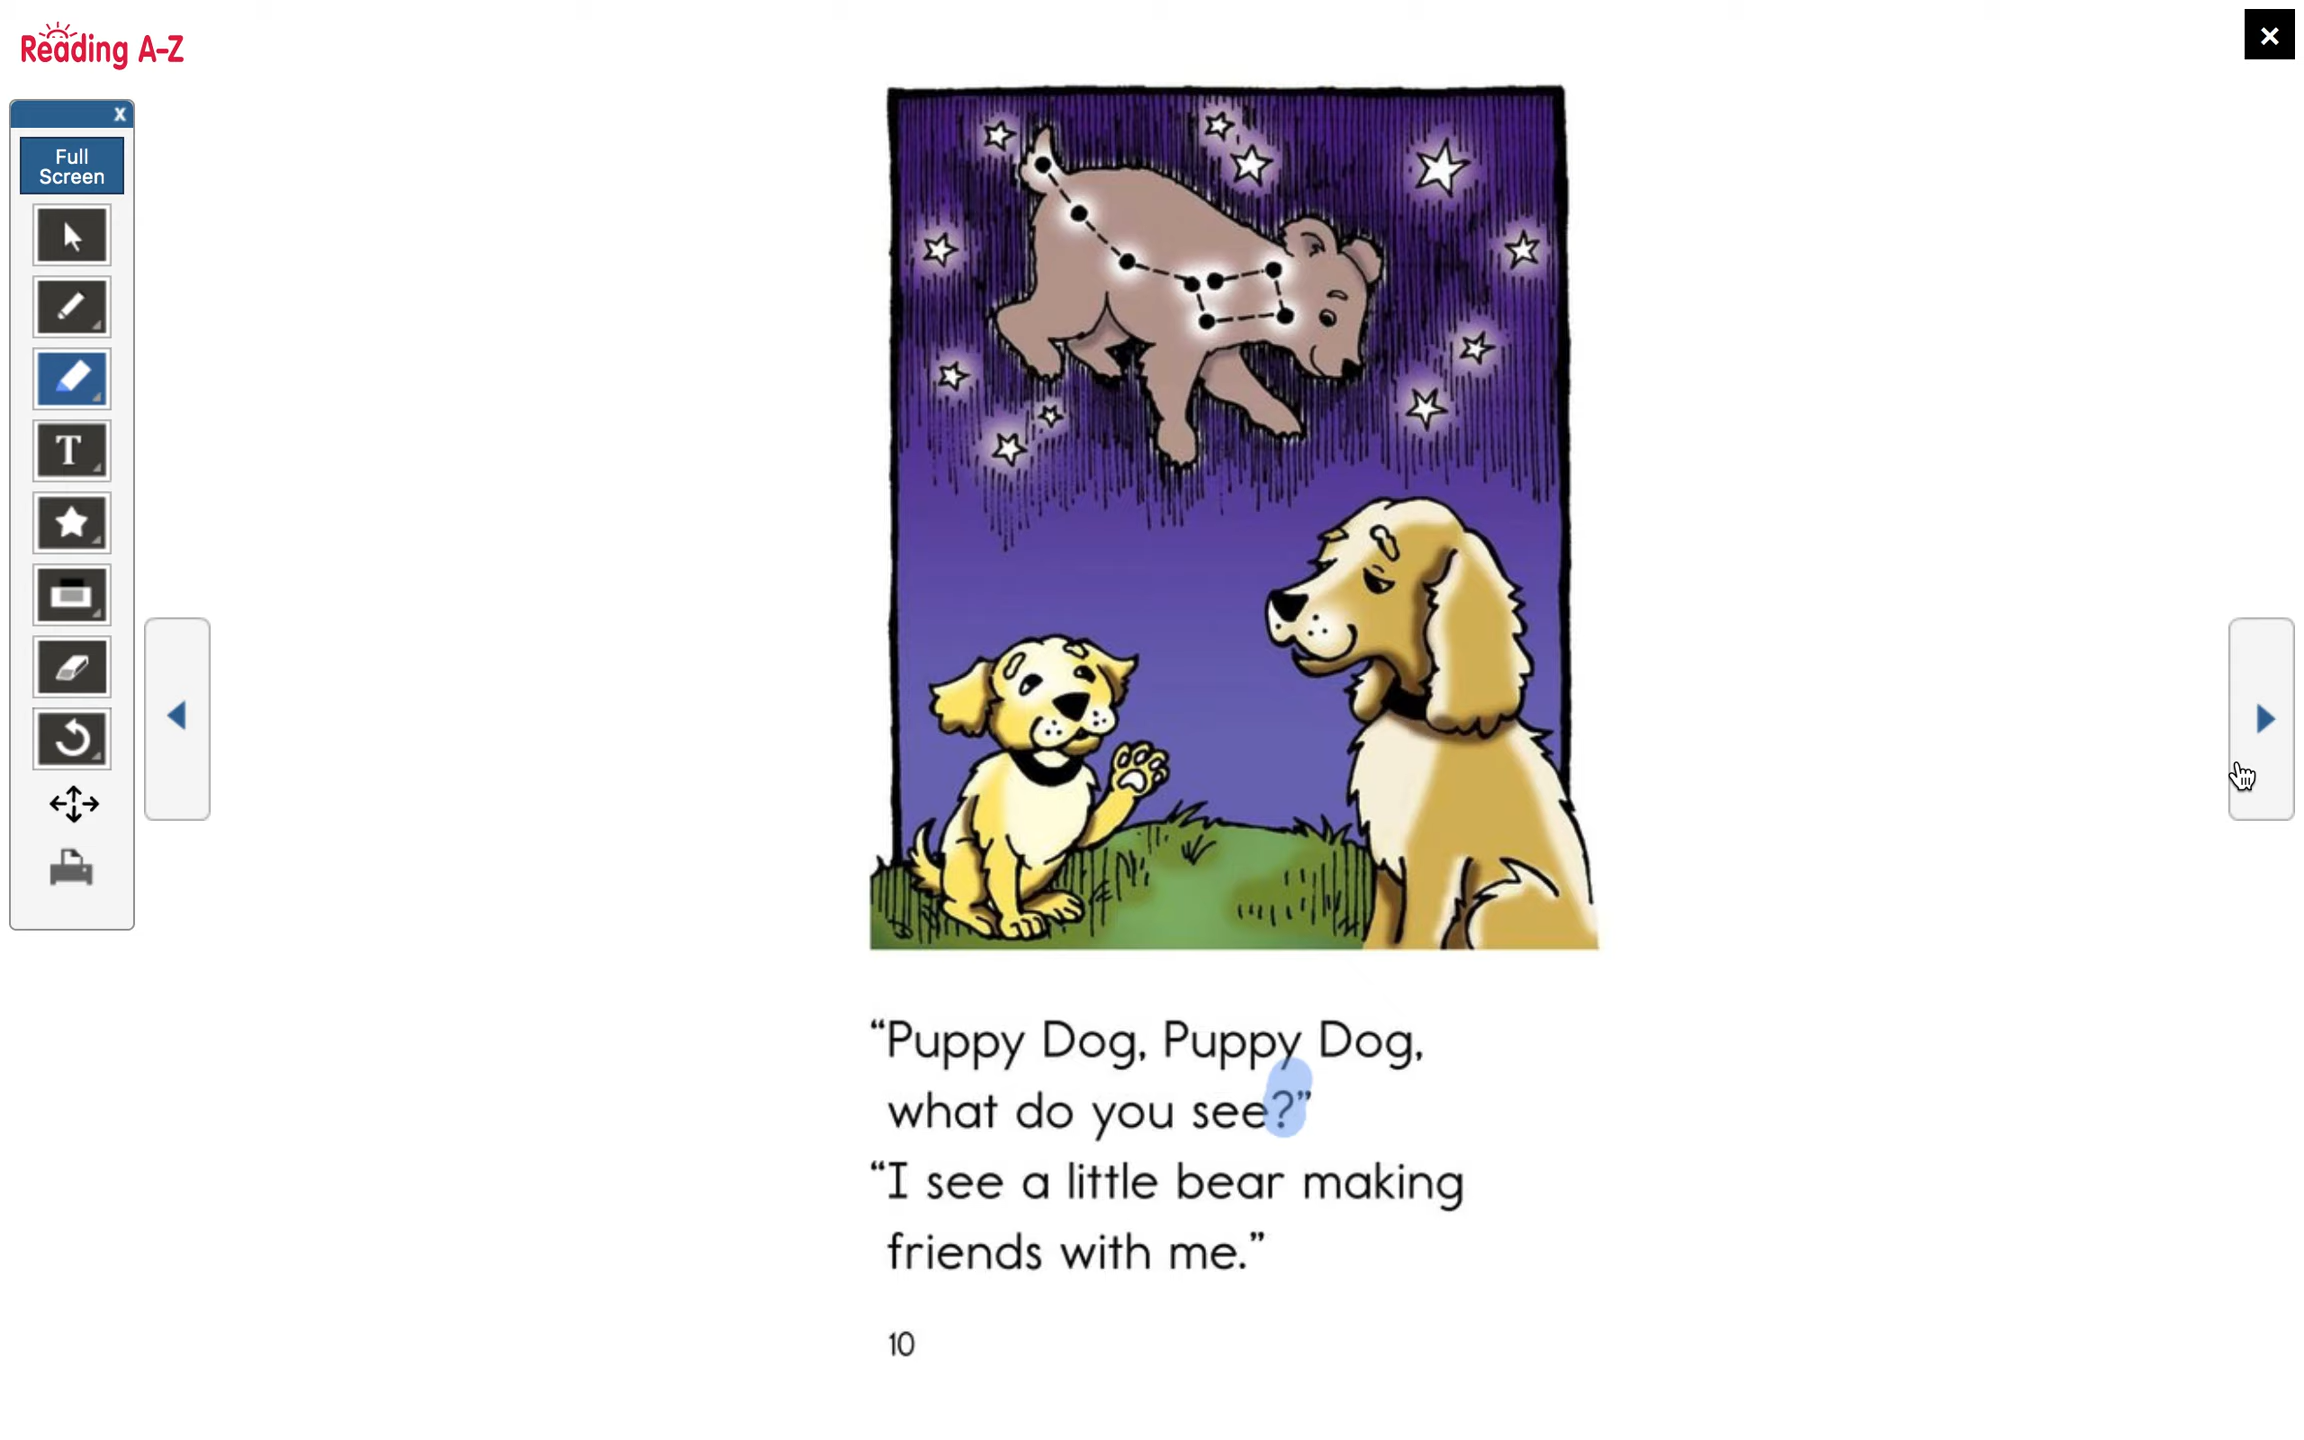 Reading A-Z
x
Full
Screen
T
×
“Puppy Dog, Puppy Dog,
what do you see?”
“I see a little bear making
friends with me.”
10